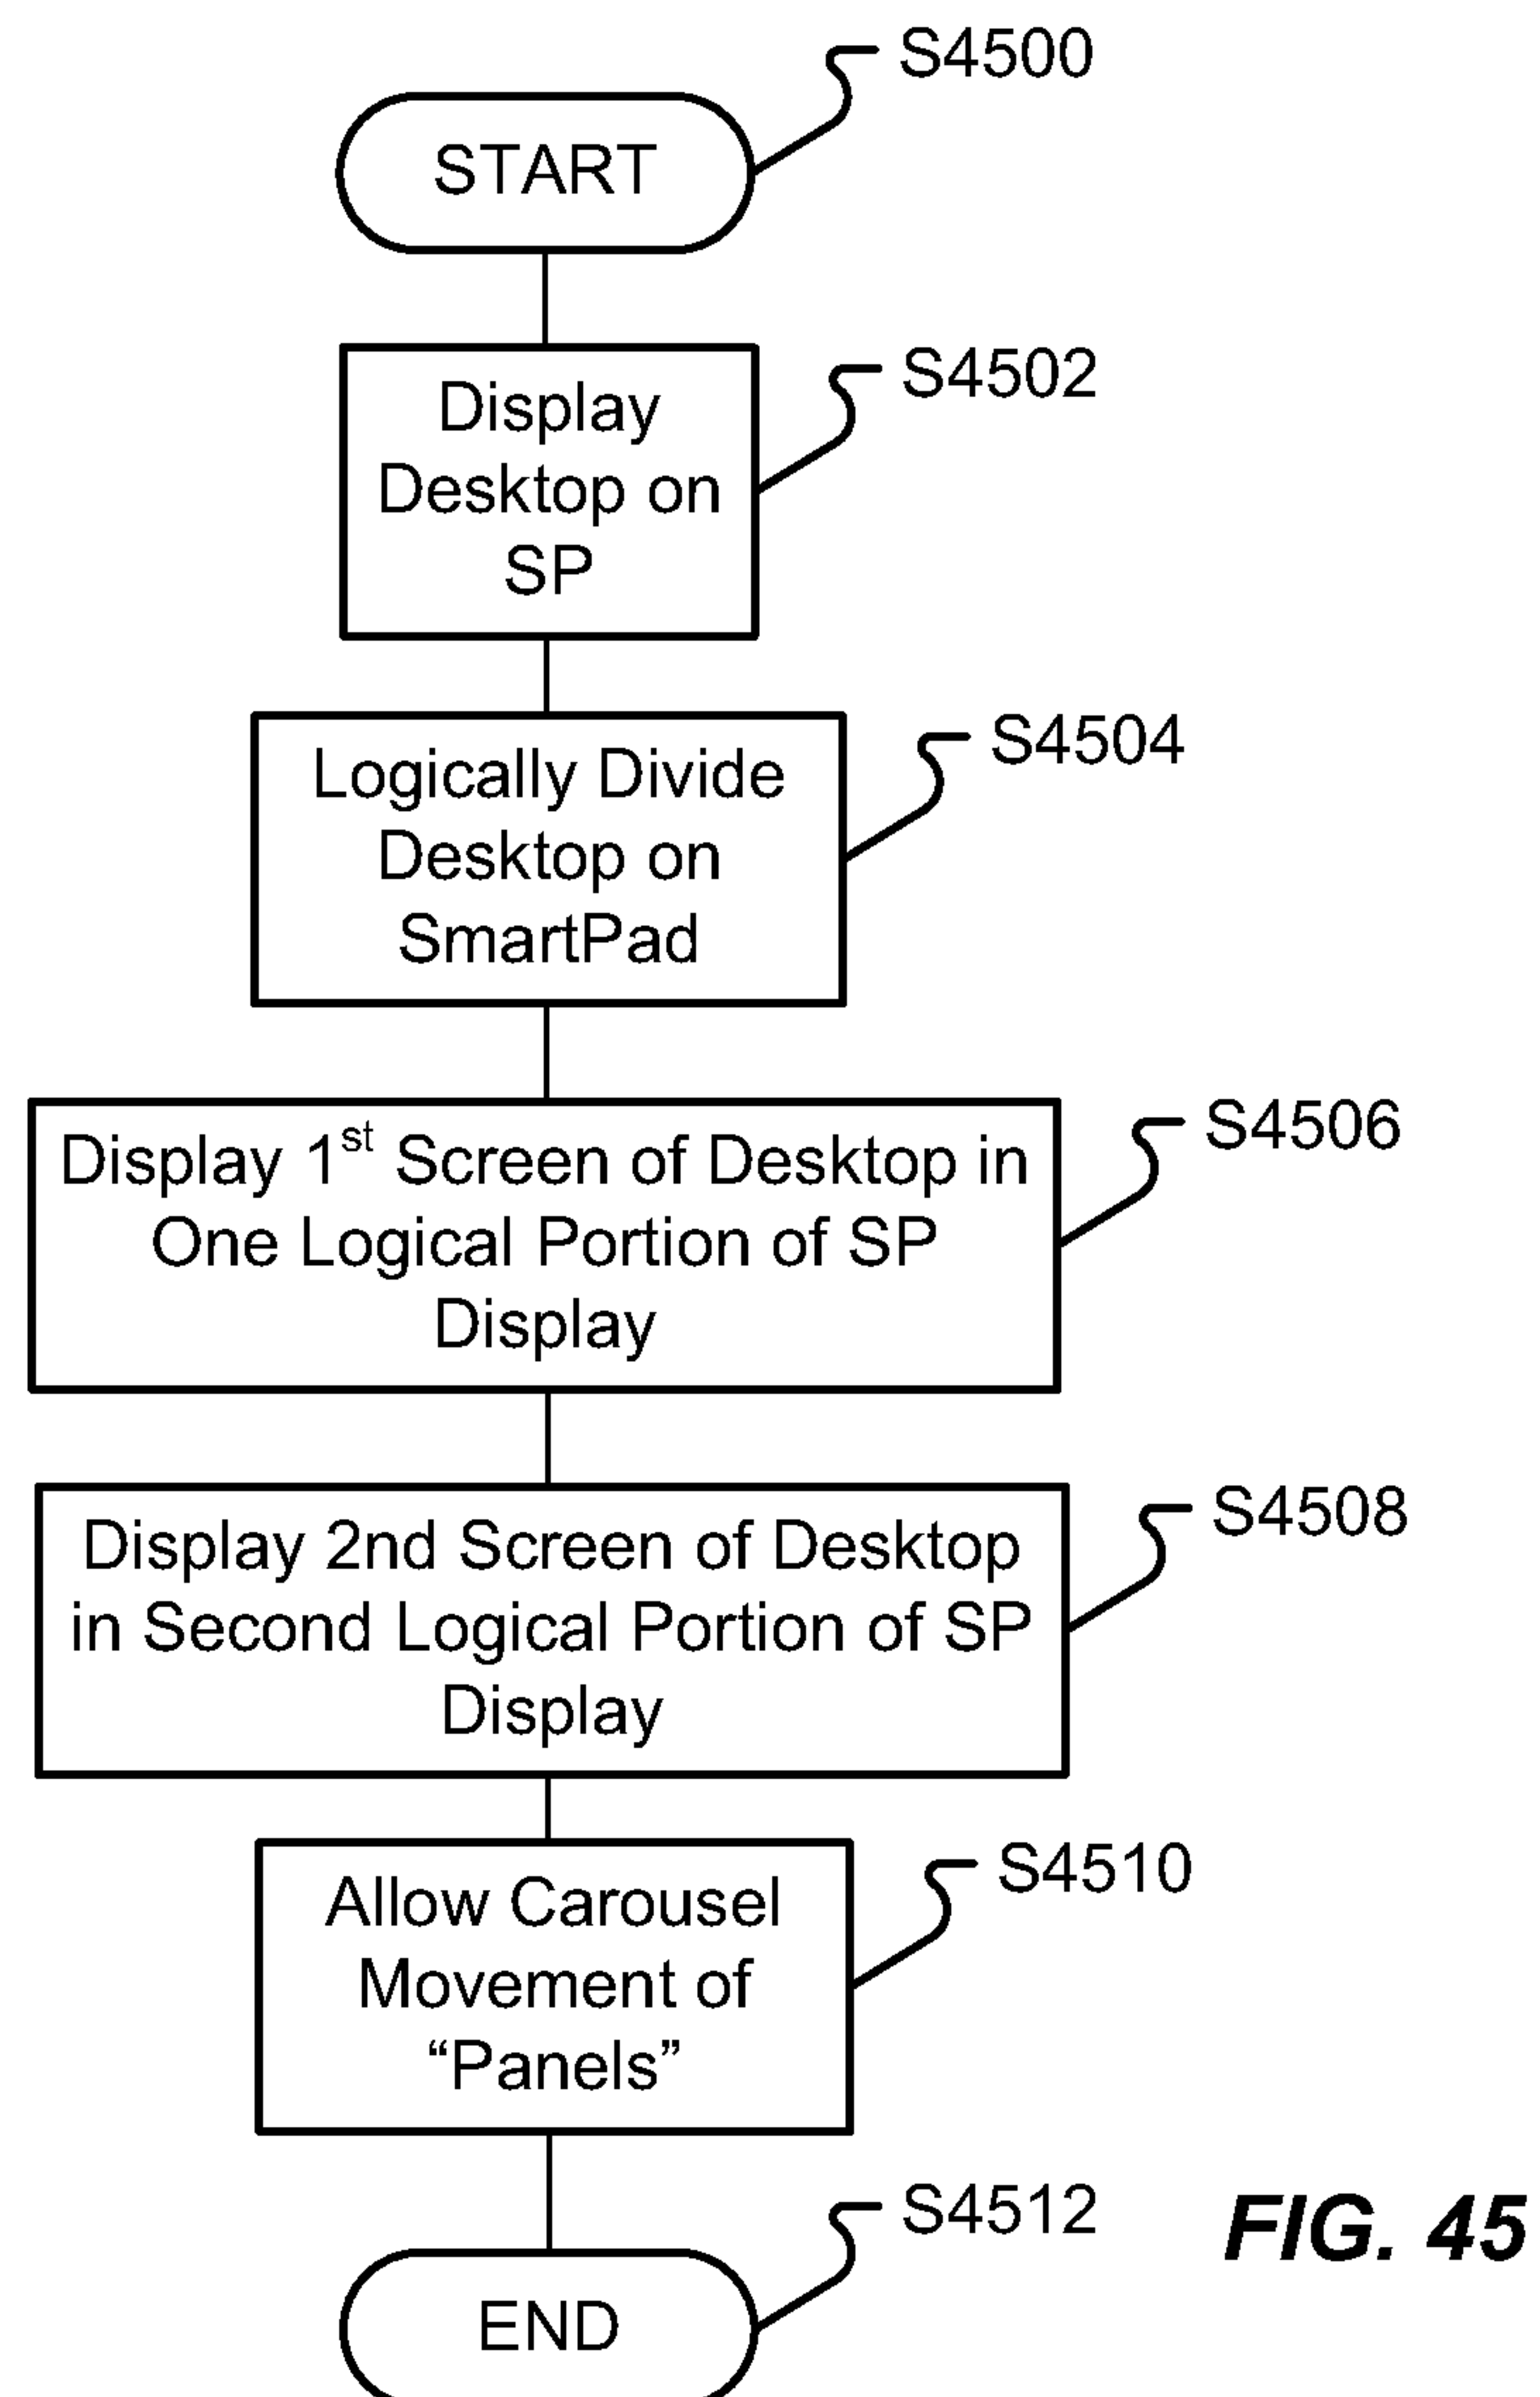 S4500
START
S4502
Display
Desktop on
SP
S4504
Logically Divide
Desktop on
SmartPad
S4506
Display 1st Screen of Desktop in
One Logical Portion of SP
Display
S4508
Display 2nd Screen of Desktop
in Second Logical Portion of SP
Display
S4510
Allow Carousel
Movement of
“Panels”
S4512
END
FIG. 45